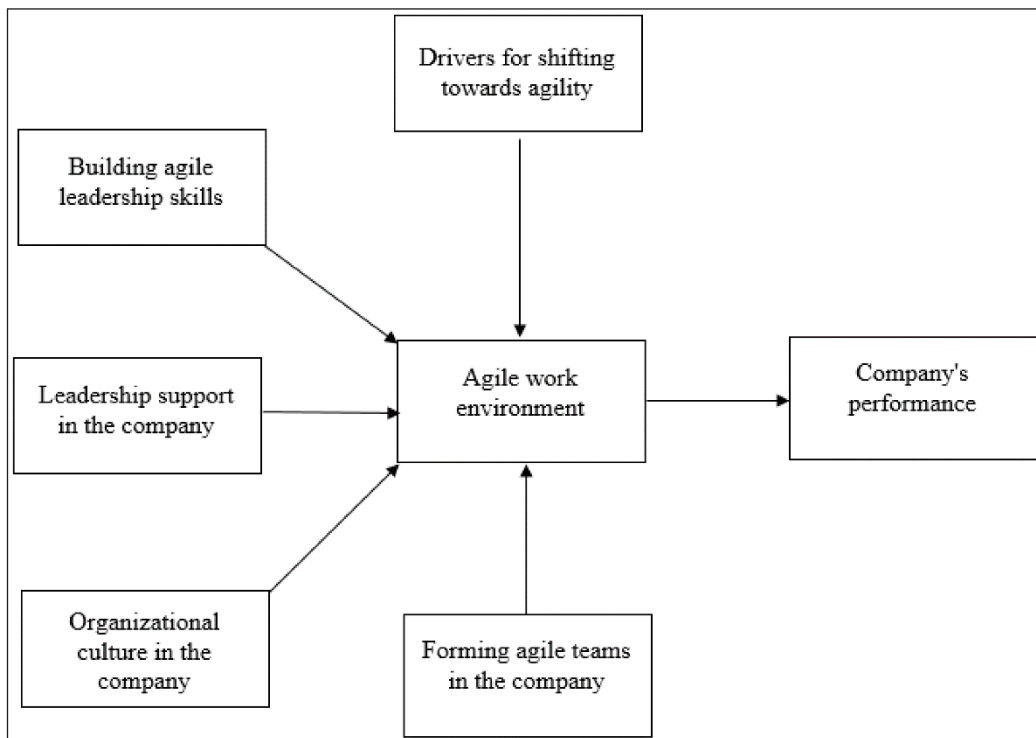 Drivers for shifting
towards agility
Building agile
leadership skills
Leadership support
in the company
Agile work
environment
Company's
performance
Organizational
culture in the
company
Forming agile teams
in the company